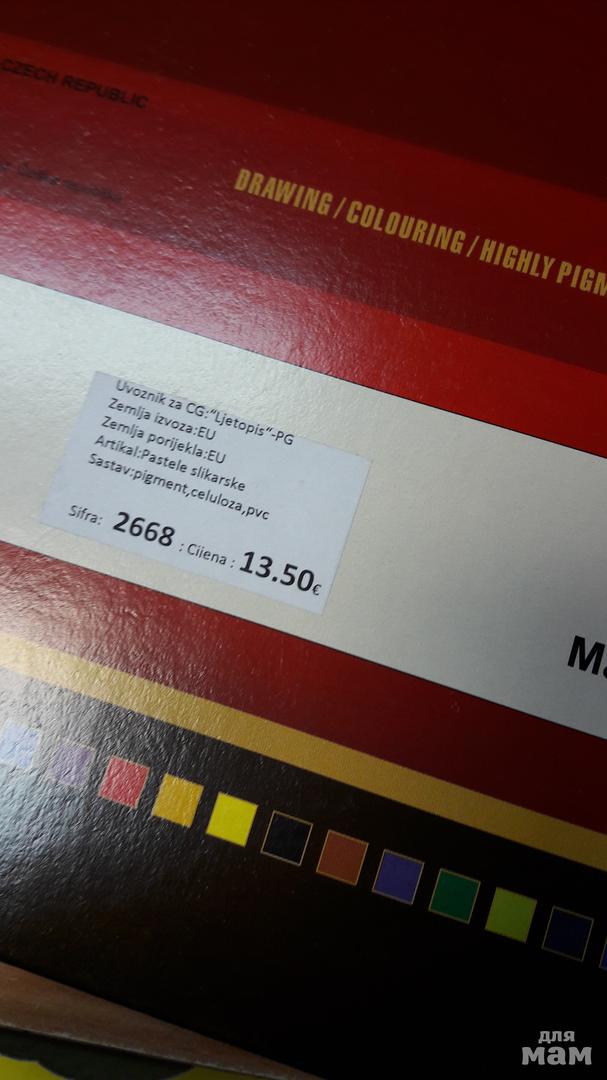 CZECH REPUBLIC
DRAWING / COLOURING / HIGHLY PIGM
Uvoznik za CG:“Ljetopis“-PG
Zemlja izvoza:EU
Zemlja porijekla:EU
Artikal:Pastele slikarske
Sastav:pigment,celuloza,pvc
Sifra: 2668 ; Cijena : 13.50€
Ma
для
мам